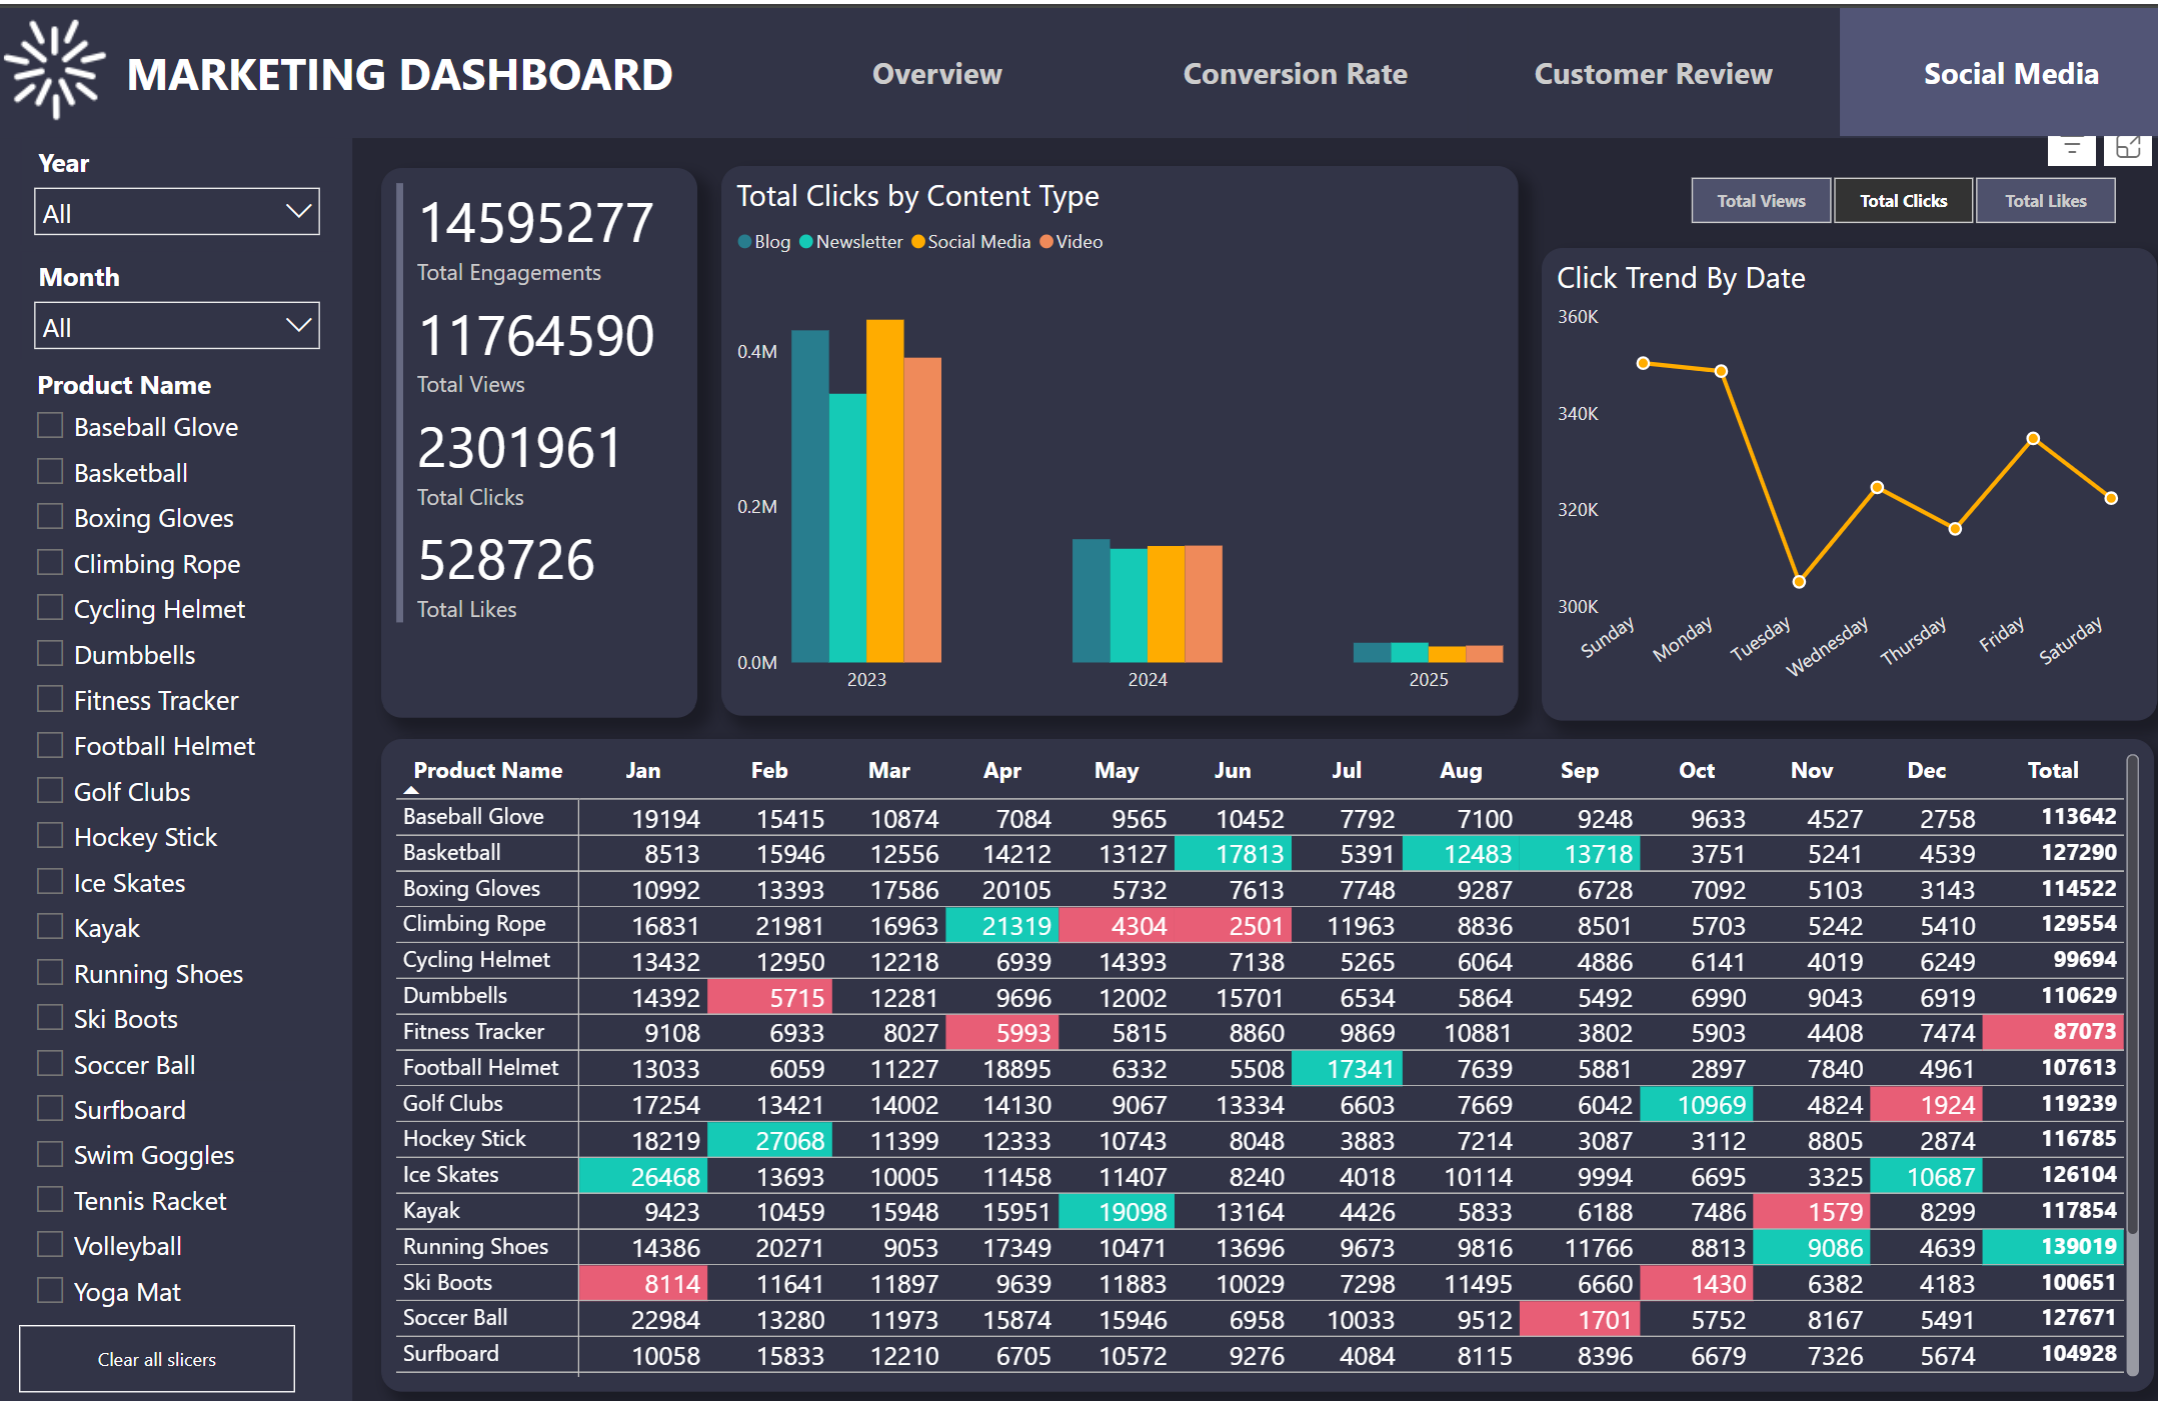 MARKETING DASHBOARD
Overview
Conversion Rate
Customer Review
Social Media
Year
All
Month
All
Product Name
Baseball Glove
Basketball
Boxing Gloves
Climbing Rope
Cycling Helmet
Dumbbells
Fitness Tracker
Football Helmet
Golf Clubs
Hockey Stick
Ice Skates
Kayak
Running Shoes
Ski Boots
Soccer Ball
Surfboard
Swim Goggles
Tennis Racket
Volleyball
Yoga Mat
Clear all slicers
14595277
Total Engagements
11764590
Total Views
2301961
Total Clicks
528726
Total Likes
Total Clicks by Content Type
Blog Newsletter Social Media Video
0.4M
0.2M
0.0M
2023 2024 2025
Total Views Total Clicks Total Likes
Click Trend By Date
360K
340K
320K
300K
Sunday Monday Tuesday Wednesday Thursday Friday Saturday
Product Name Jan Feb Mar Apr May Jun Jul Aug Sep Oct Nov Dec Total
Baseball Glove 19194 15415 10874 7084 9565 10452 7792 7100 9248 9633 4527 2758 113642
Basketball 8513 15946 12556 14212 13127 17813 5391 12483 13718 3751 5241 4539 127290
Boxing Gloves 10992 13393 17586 20105 5732 7613 7748 9287 6728 7092 5103 3143 114522
Climbing Rope 16831 21981 16963 21319 4304 2501 11963 8836 8501 5703 5242 5410 129554
Cycling Helmet 13432 12950 12218 6939 14393 7138 5265 6064 4886 6141 4019 6249 99694
Dumbbells 14392 5715 12281 9696 12002 15701 6534 5864 5492 6990 9043 6919 110629
Fitness Tracker 9108 6933 8027 5993 5815 8860 9869 10881 3802 5903 4408 7474 87073
Football Helmet 13033 6059 11227 18895 6332 5508 17341 7639 5881 2897 7840 4961 107613
Golf Clubs 17254 13421 14002 14130 9067 13334 6603 7669 6042 10969 4824 1924 119239
Hockey Stick 18219 27068 11399 12333 10743 8048 3883 7214 3087 3112 8805 2874 116785
Ice Skates 26468 13693 10005 11458 11407 8240 4018 10114 9994 6695 3325 10687 126104
Kayak 9423 10459 15948 15951 19098 13164 4426 5833 6188 7486 1579 8299 117854
Running Shoes 14386 20271 9053 17349 10471 13696 9673 9816 11766 8813 9086 4639 139019
Ski Boots 8114 11641 11897 9639 11883 10029 7298 11495 6660 1430 6382 4183 100651
Soccer Ball 22984 13280 11973 15874 15946 6958 10033 9512 1701 5752 8167 5491 127671
Surfboard 10058 15833 12210 6705 10572 9276 4084 8115 8396 6679 7326 5674 104928